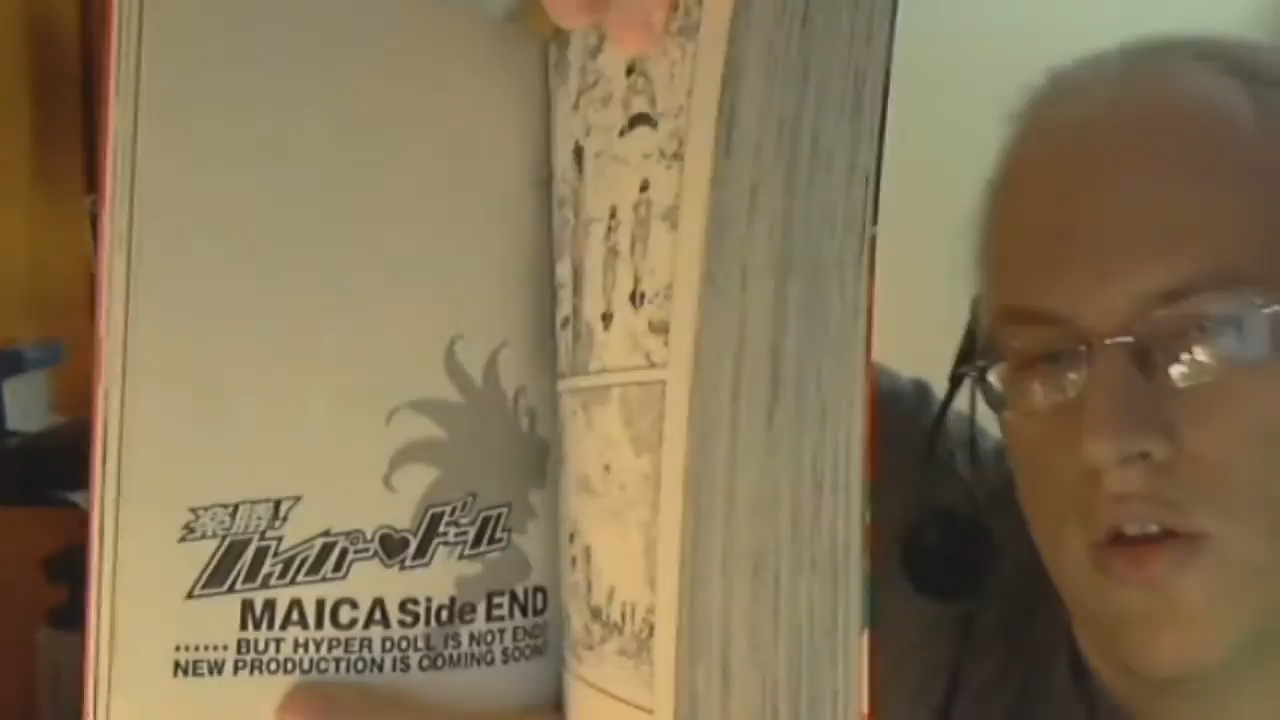 楽勝!
ハイパー♥ドール
MAICA Side END
...... BUT HYPER DOLL IS NOT END!
NEW PRODUCTION IS COMING SOON!